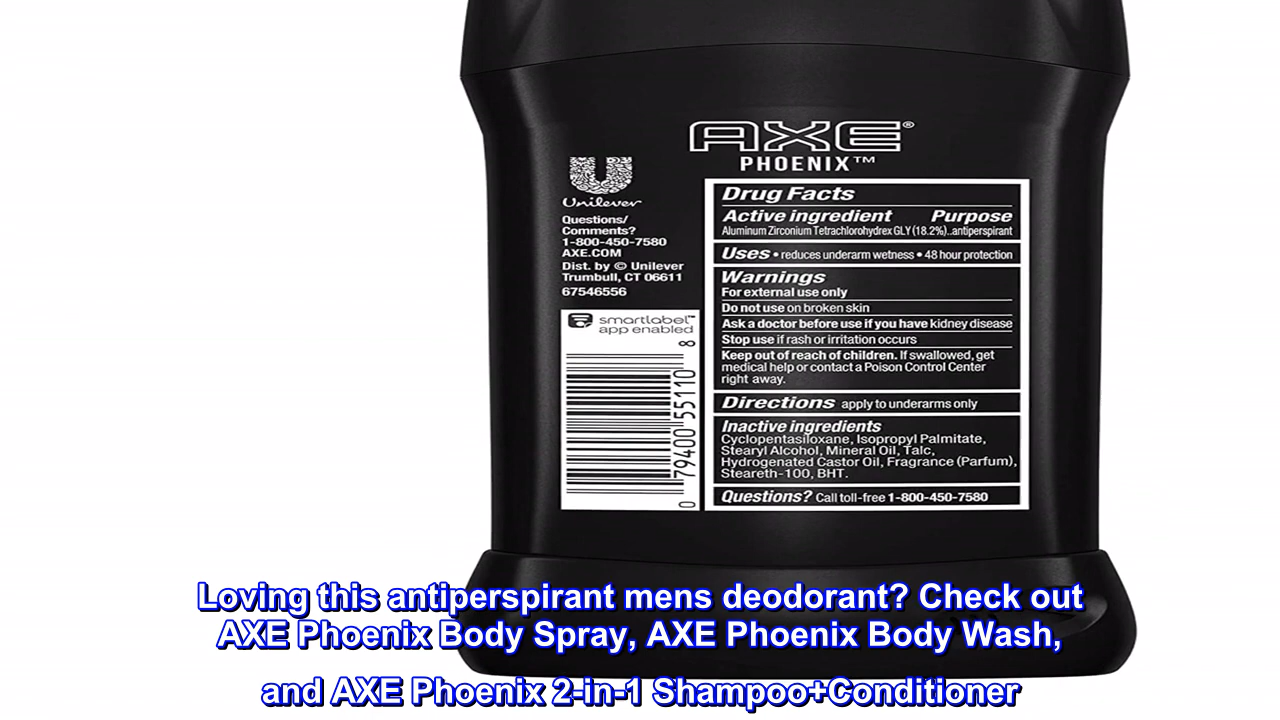 AXE®
PHOENIX™
Unilever
Questions/
Comments?
1-800-450-7580
AXE.COM
Dist. by © Unilever
Trumbull, CT 06611
67546556
smartlabel™
app enabled
0 79400 55110 8
Drug Facts
Active ingredient Purpose
Aluminum Zirconium Tetrachlorohydrex GLY (18.2%)..antiperspirant
Uses • reduces underarm wetness • 48 hour protection
Warnings
For external use only
Do not use on broken skin
Ask a doctor before use if you have kidney disease
Stop use if rash or irritation occurs
Keep out of reach of children. If swallowed, get
medical help or contact a Poison Control Center
right away.
Directions apply to underarms only
Inactive ingredients
Cyclopentasiloxane, Isopropyl Palmitate,
Stearyl Alcohol, Mineral Oil, Talc,
Hydrogenated Castor Oil, Fragrance (Parfum),
Steareth-100, BHT.
Questions? Call toll-free 1-800-450-7580
Loving this antiperspirant mens deodorant? Check out
AXE Phoenix Body Spray, AXE Phoenix Body Wash,
and AXE Phoenix 2-in-1 Shampoo+Conditioner